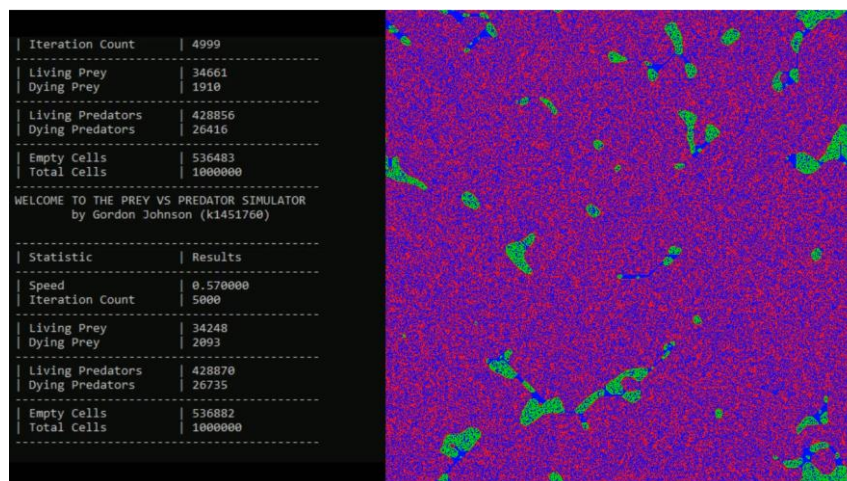 | Iteration Count | 4999
----------------------------------------
| Living Prey | 34661
| Dying Prey | 1910
----------------------------------------
| Living Predators | 428856
| Dying Predators | 26416
----------------------------------------
| Empty Cells | 536483
| Total Cells | 1000000
----------------------------------------
WELCOME TO THE PREY VS PREDATOR SIMULATOR
by Gordon Johnson (k1451760)
----------------------------------------
| Statistic | Results
----------------------------------------
| Speed | 0.570000
| Iteration Count | 5000
----------------------------------------
| Living Prey | 34248
| Dying Prey | 2093
----------------------------------------
| Living Predators | 428870
| Dying Predators | 26735
----------------------------------------
| Empty Cells | 536882
| Total Cells | 1000000
----------------------------------------